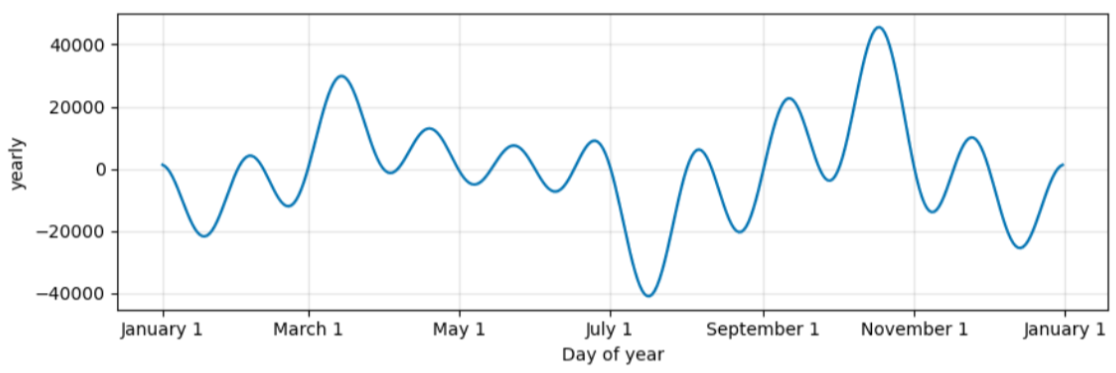 40000
20000
0
−20000
−40000
yearly
January 1 March 1 May 1 July 1 September 1 November 1 January 1
Day of year